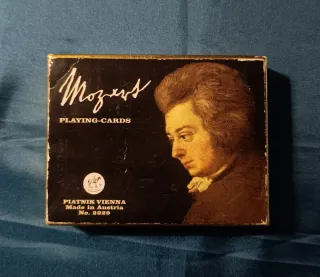 Mozart
PLAYING-CARDS
PIATNIK VIENNA
Made in Austria
No. 2229